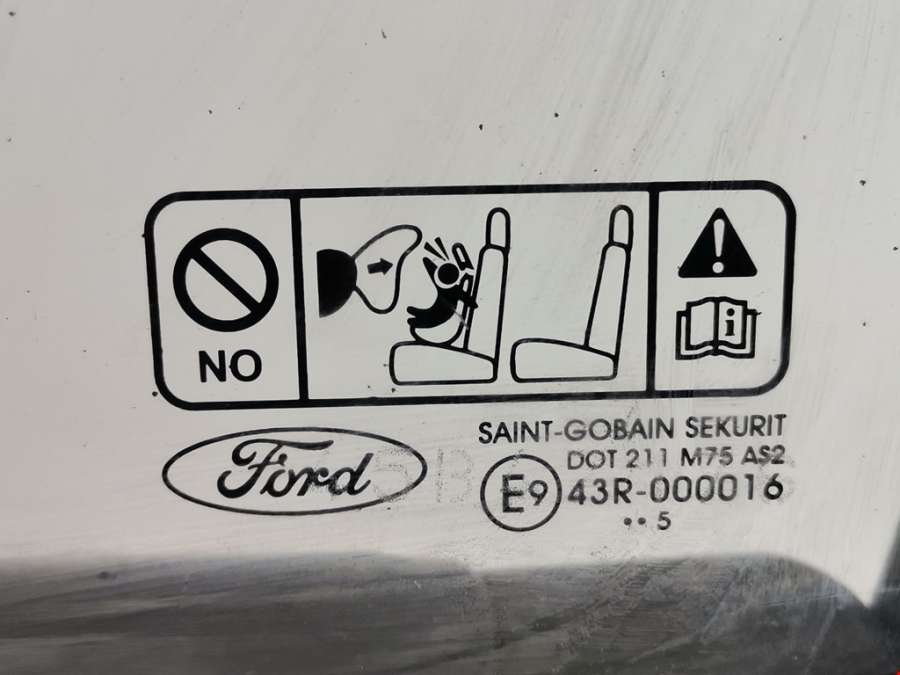 NO
i
Ford
SAINT-GOBAIN SEKURIT
DOT 211 M75 AS2
E9 43R-000016
•• 5